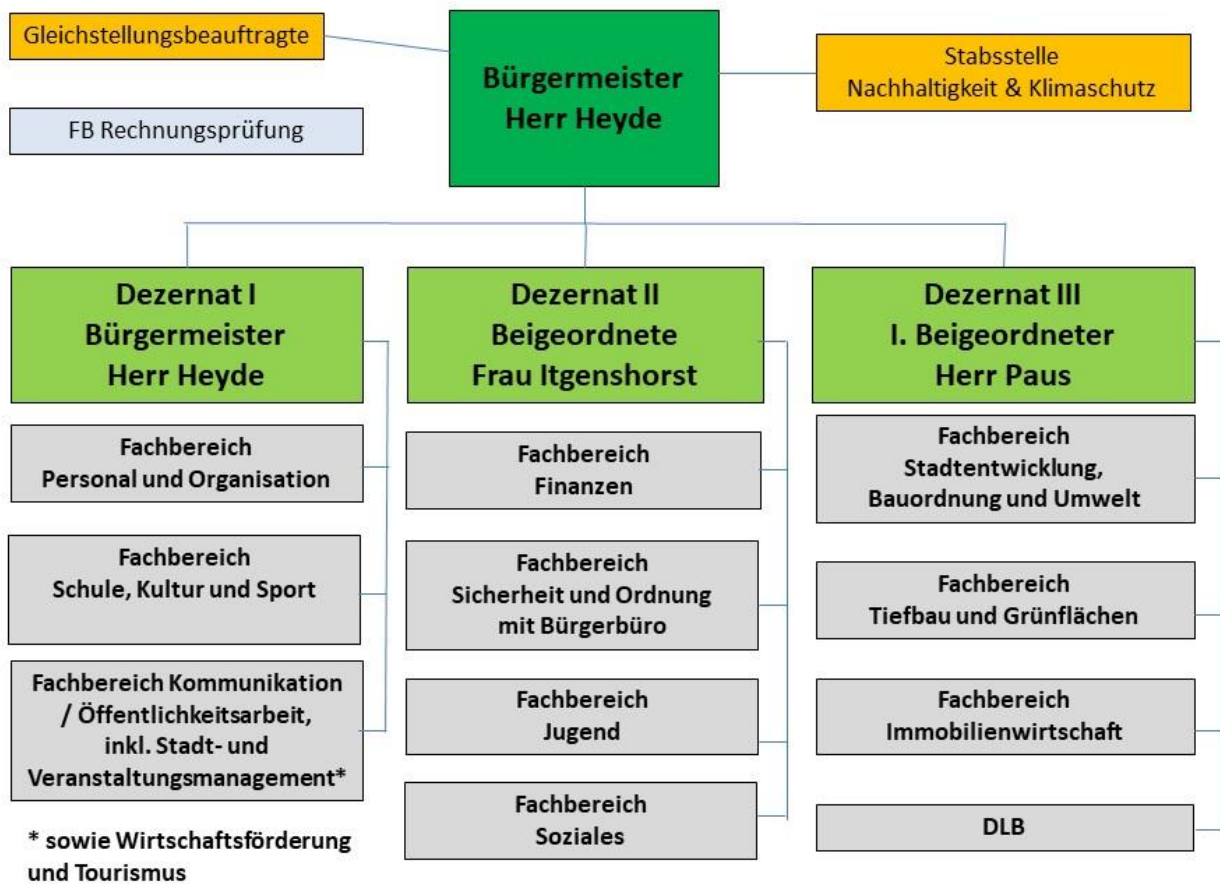 Gleichstellungsbeauftragte
Bürgermeister
Herr Heyde
Stabsstelle
Nachhaltigkeit & Klimaschutz
FB Rechnungsprüfung
Dezernat I
Bürgermeister
Herr Heyde
Fachbereich
Personal und Organisation
Fachbereich
Schule, Kultur und Sport
Fachbereich Kommunikation
/ Öffentlichkeitsarbeit,
inkl. Stadt- und
Veranstaltungsmanagement*
* sowie Wirtschaftsförderung
und Tourismus
Dezernat II
Beigeordnete
Frau Itgenshorst
Fachbereich
Finanzen
Fachbereich
Sicherheit und Ordnung
mit Bürgerbüro
Fachbereich
Jugend
Fachbereich
Soziales
Dezernat III
I. Beigeordneter
Herr Paus
Fachbereich
Stadtentwicklung,
Bauordnung und Umwelt
Fachbereich
Tiefbau und Grünflächen
Fachbereich
Immobilienwirtschaft
DLB